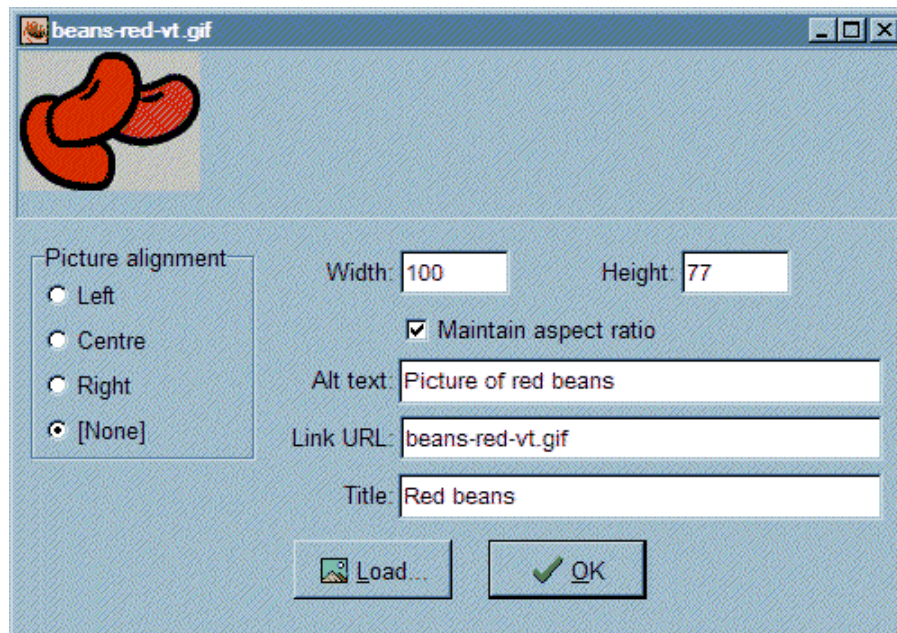 beans-red-vt.gif
Picture alignment
Left
Centre
Right
[None]
Width: 100 Height: 77
Maintain aspect ratio
Alt text: Picture of red beans
Link URL: beans-red-vt.gif
Title: Red beans
Load... OK